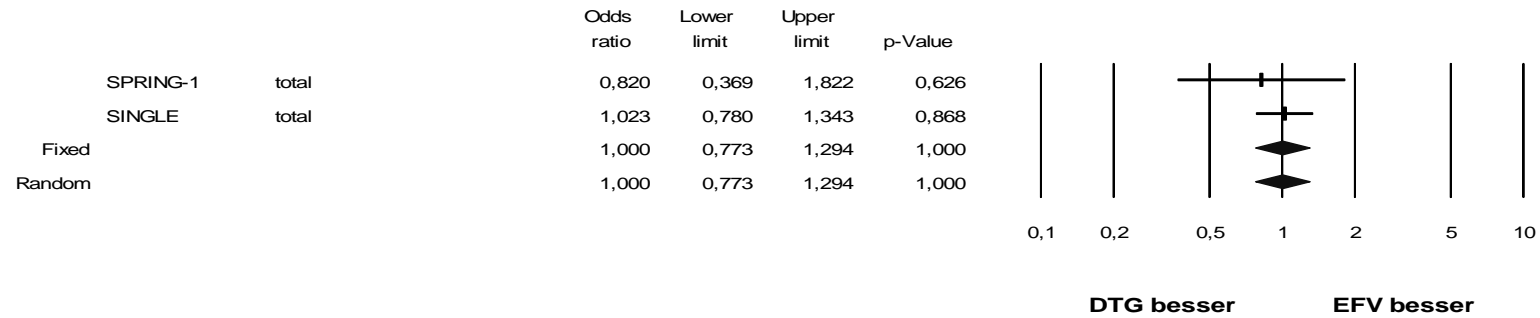 Odds Lower Upper
ratio limit limit p-Value
SPRING-1 total 0,820 0,369 1,822 0,626
SINGLE total 1,023 0,780 1,343 0,868
Fixed 1,000 0,773 1,294 1,000
Random 1,000 0,773 1,294 1,000
0,1 0,2 0,5 1 2 5 10
DTG besser EFV besser